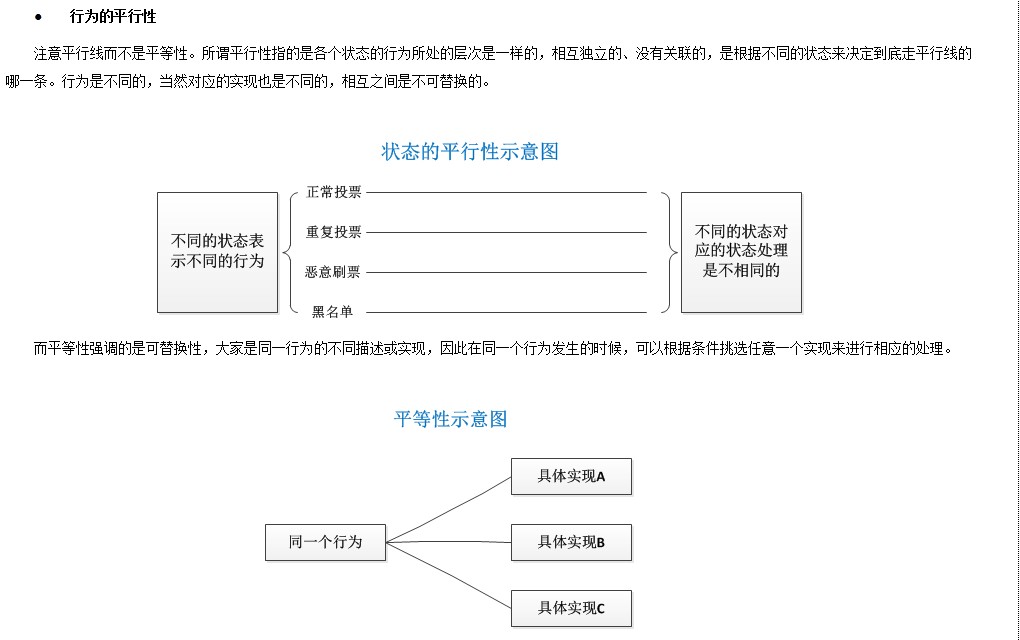 ● 行为的平行性
注意平行线而不是平等性。所谓平行性指的是各个状态的行为所处的层次是一样的，相互独立的、没有关联的，是根据不同的状态来决定到底走平行线的
哪一条。行为是不同的，当然对应的实现也是不同的，相互之间是不可替换的。
状态的平行性示意图
不同的状态表
示不同的行为
正常投票
重复投票
恶意刷票
黑名单
不同的状态对
应的状态处理
是不相同的
而平等性强调的是可替换性，大家是同一行为的不同描述或实现，因此在同一个行为发生的时候，可以根据条件挑选任意一个实现来进行相应的处理。
平等性示意图
同一个行为
具体实现A
具体实现B
具体实现C